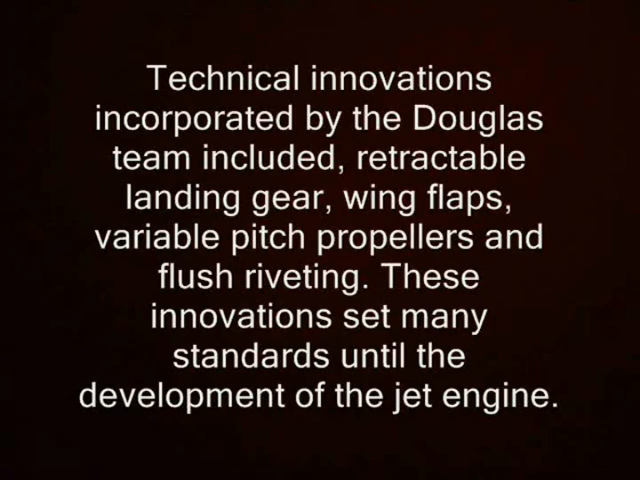 Technical innovations
incorporated by the Douglas
team included, retractable
landing gear, wing flaps,
variable pitch propellers and
flush riveting. These
innovations set many
standards until the
development of the jet engine.